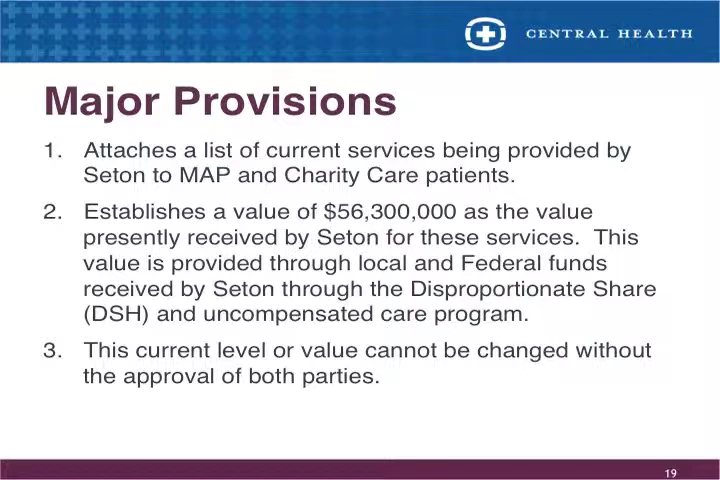 CENTRAL HEALTH
Major Provisions
1. Attaches a list of current services being provided by
Seton to MAP and Charity Care patients.
2. Establishes a value of $56,300,000 as the value
presently received by Seton for these services.  This
value is provided through local and Federal funds
received by Seton through the Disproportionate Share
(DSH) and uncompensated care program.
3. This current level or value cannot be changed without
the approval of both parties.
19